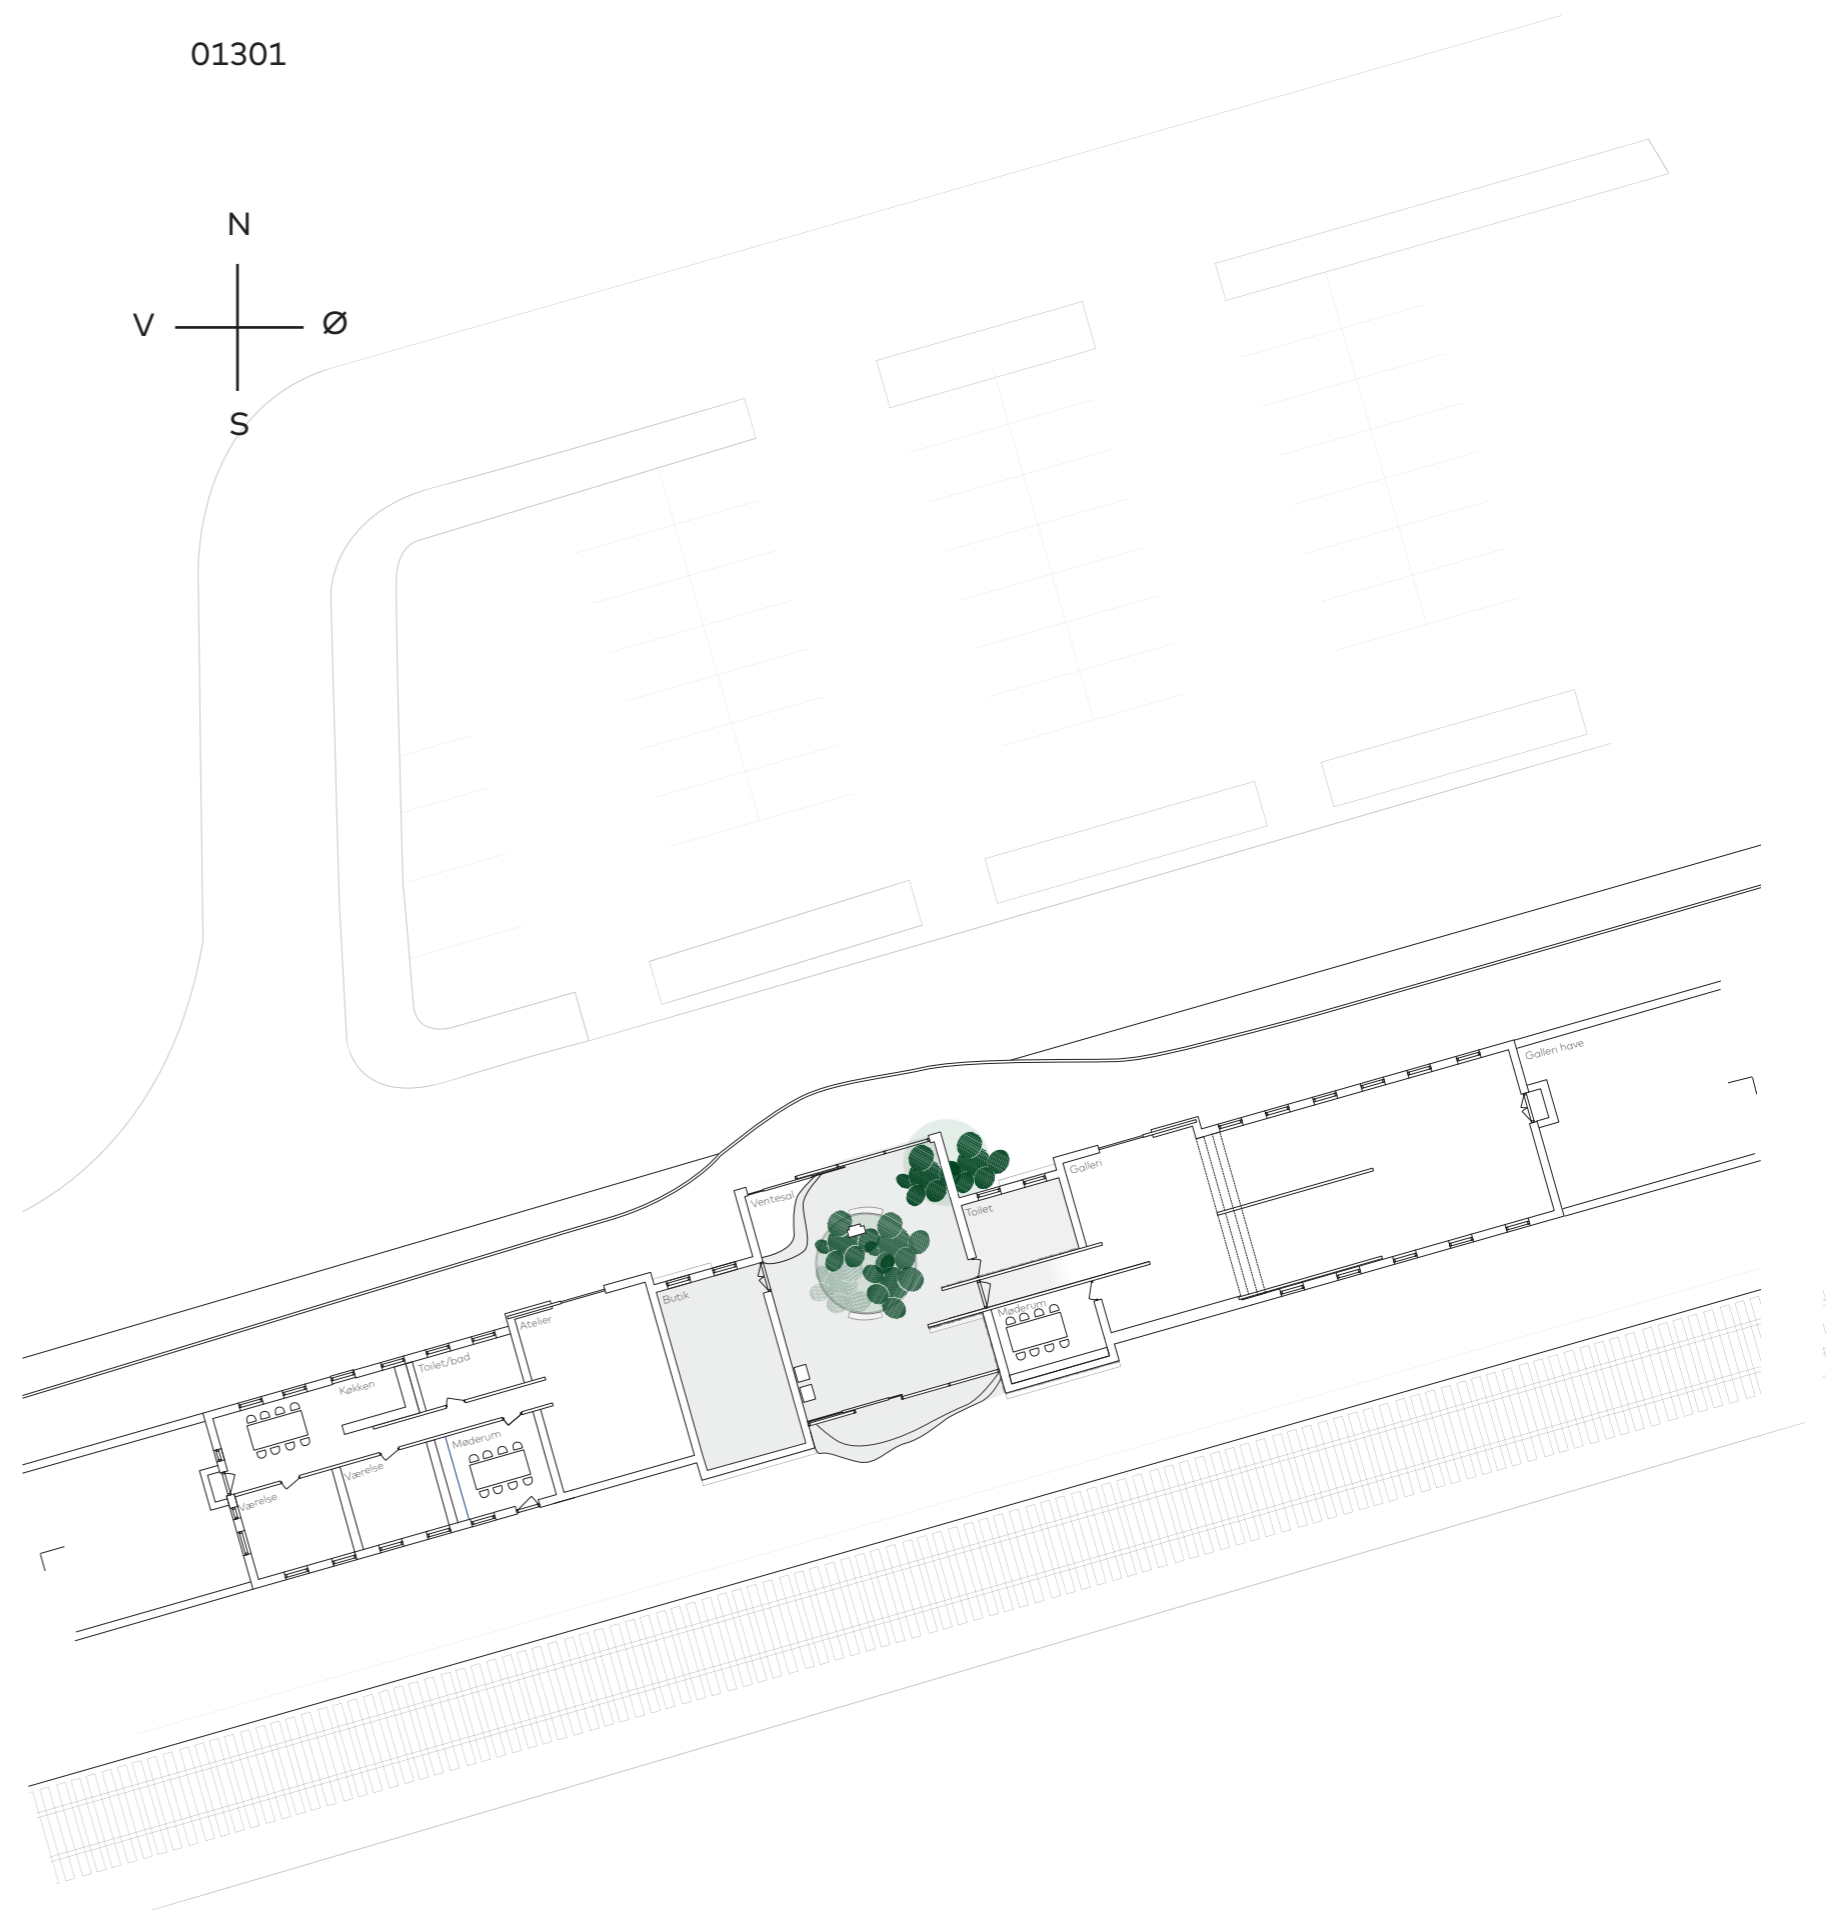 01301
N
V Ø
S
Galleri have
Galleri
Ventesal
Toilet
Butik
Møderum
Atelier
Toilet/bad
Køkken
Møderum
Værelse
Værelse